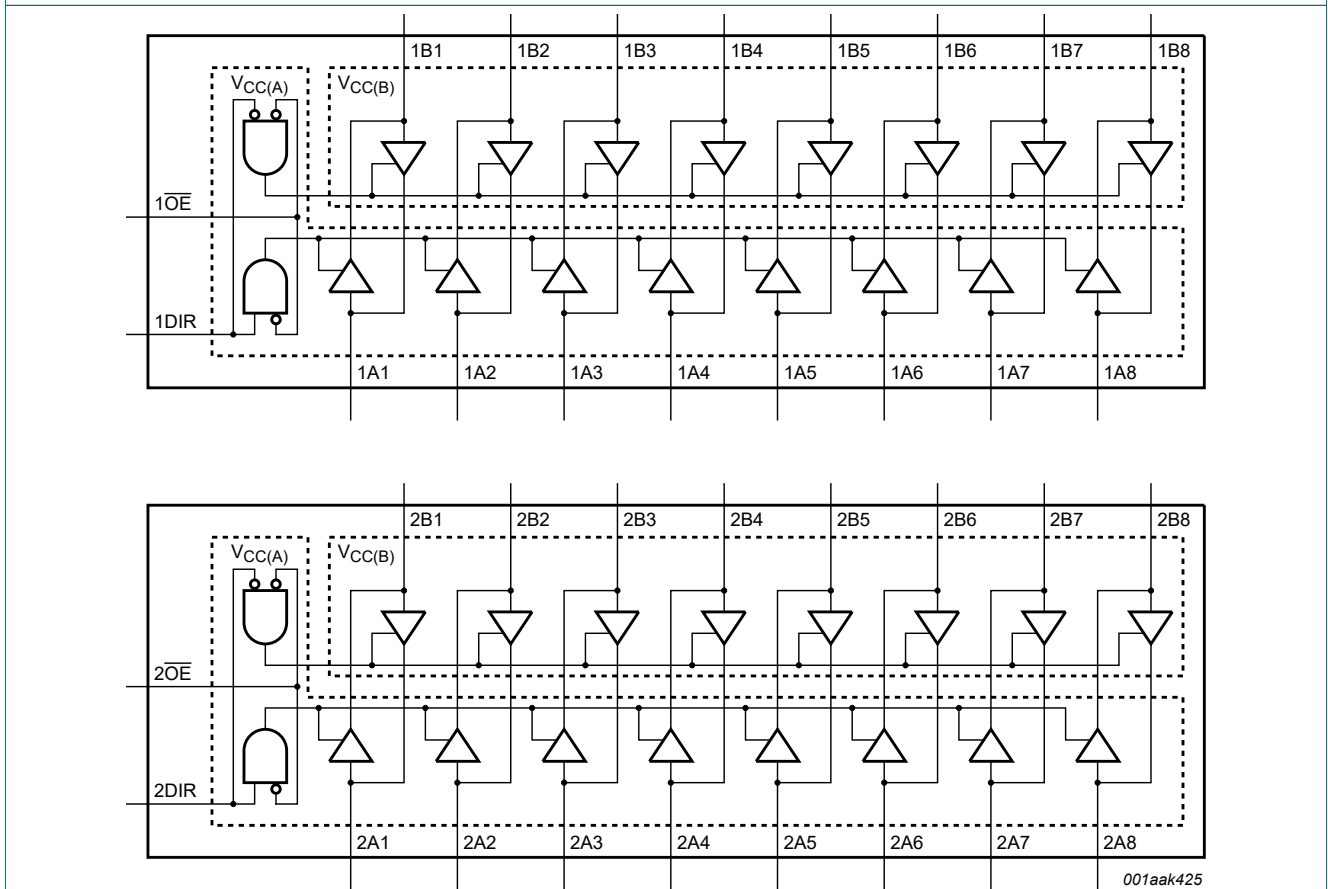 1B1 1B2 1B3 1B4 1B5 1B6 1B7 1B8
VCC(A) VCC(B)
1OE
1DIR
1A1 1A2 1A3 1A4 1A5 1A6 1A7 1A8
2B1 2B2 2B3 2B4 2B5 2B6 2B7 2B8
VCC(A) VCC(B)
2OE
2DIR
2A1 2A2 2A3 2A4 2A5 2A6 2A7 2A8
001aak425